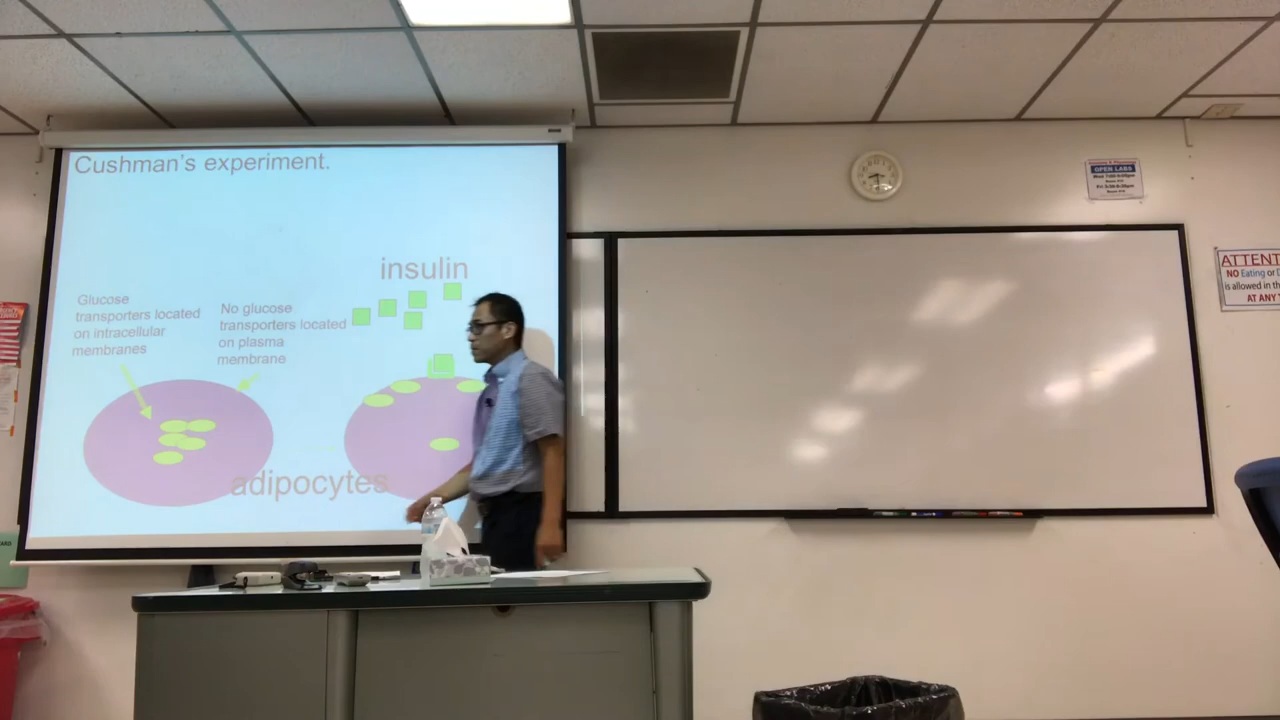 Cushman's experiment.
insulin
Glucose
transporters located
on intracellular
membranes
No glucose
transporters located
on plasma
membrane
adipocytes
OPEN LABS
ATTENT
NO Eating or D
is allowed in th
AT ANY